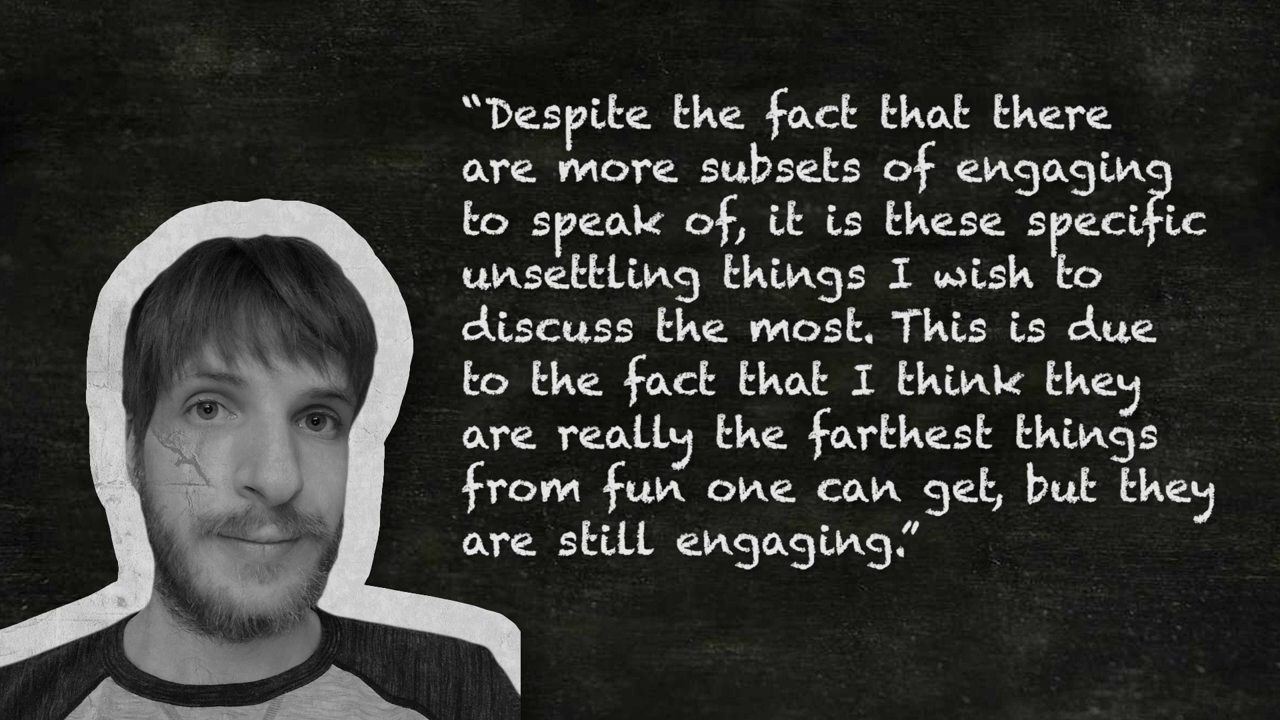 “Despite the fact that there
are more subsets of engaging
to speak of, it is these specific
unsettling things I wish to
discuss the most. This is due
to the fact that I think they
are really the farthest things
from fun one can get, but they
are still engaging.”